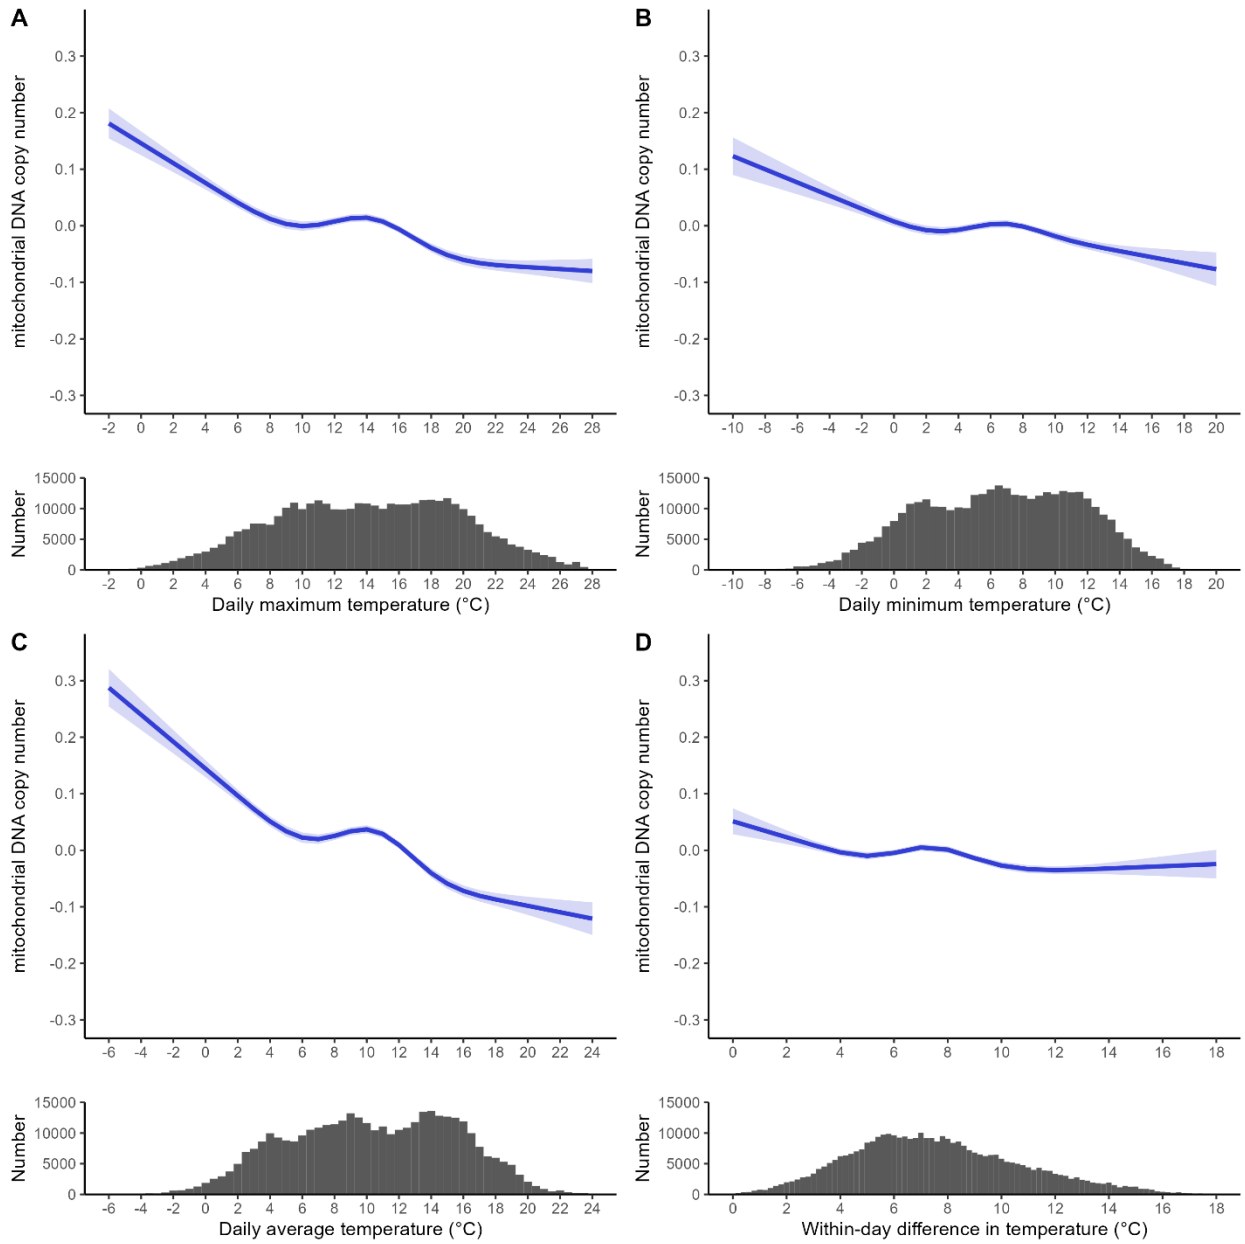 A
mitochondrial DNA copy number
0.3
0.2
0.1
0.0
-0.1
-0.2
-0.3
-2 0 2 4 6 8 10 12 14 16 18 20 22 24 26 28
Number
15000
10000
5000
0
-2 0 2 4 6 8 10 12 14 16 18 20 22 24 26 28
Daily maximum temperature (°C)
B
mitochondrial DNA copy number
0.3
0.2
0.1
0.0
-0.1
-0.2
-0.3
-10 -8 -6 -4 -2 0 2 4 6 8 10 12 14 16 18 20
Number
15000
10000
5000
0
-10 -8 -6 -4 -2 0 2 4 6 8 10 12 14 16 18 20
Daily minimum temperature (°C)
C
mitochondrial DNA copy number
0.3
0.2
0.1
0.0
-0.1
-0.2
-0.3
-6 -4 -2 0 2 4 6 8 10 12 14 16 18 20 22 24
Number
15000
10000
5000
0
-6 -4 -2 0 2 4 6 8 10 12 14 16 18 20 22 24
Daily average temperature (°C)
D
mitochondrial DNA copy number
0.3
0.2
0.1
0.0
-0.1
-0.2
-0.3
0 2 4 6 8 10 12 14 16 18
Number
15000
10000
5000
0
0 2 4 6 8 10 12 14 16 18
Within-day difference in temperature (°C)